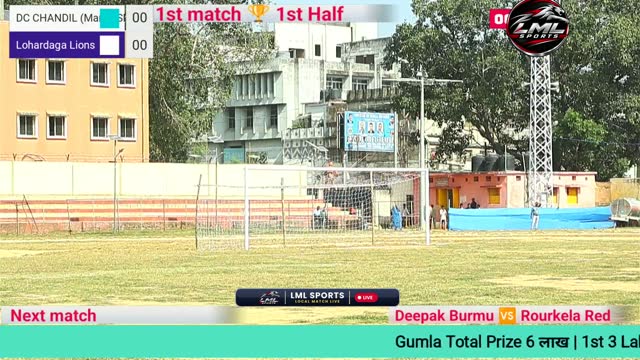 DC CHANDIL (Ma 00
Lohardaga Lions 00
1st match 🏆 1st Half
LML
SPORTS
LML SPORTS
LOCAL MATCH LIVE
LIVE
Next match
Deepak Burmu VS Rourkela Red
Gumla Total Prize 6 लाख | 1st 3 La